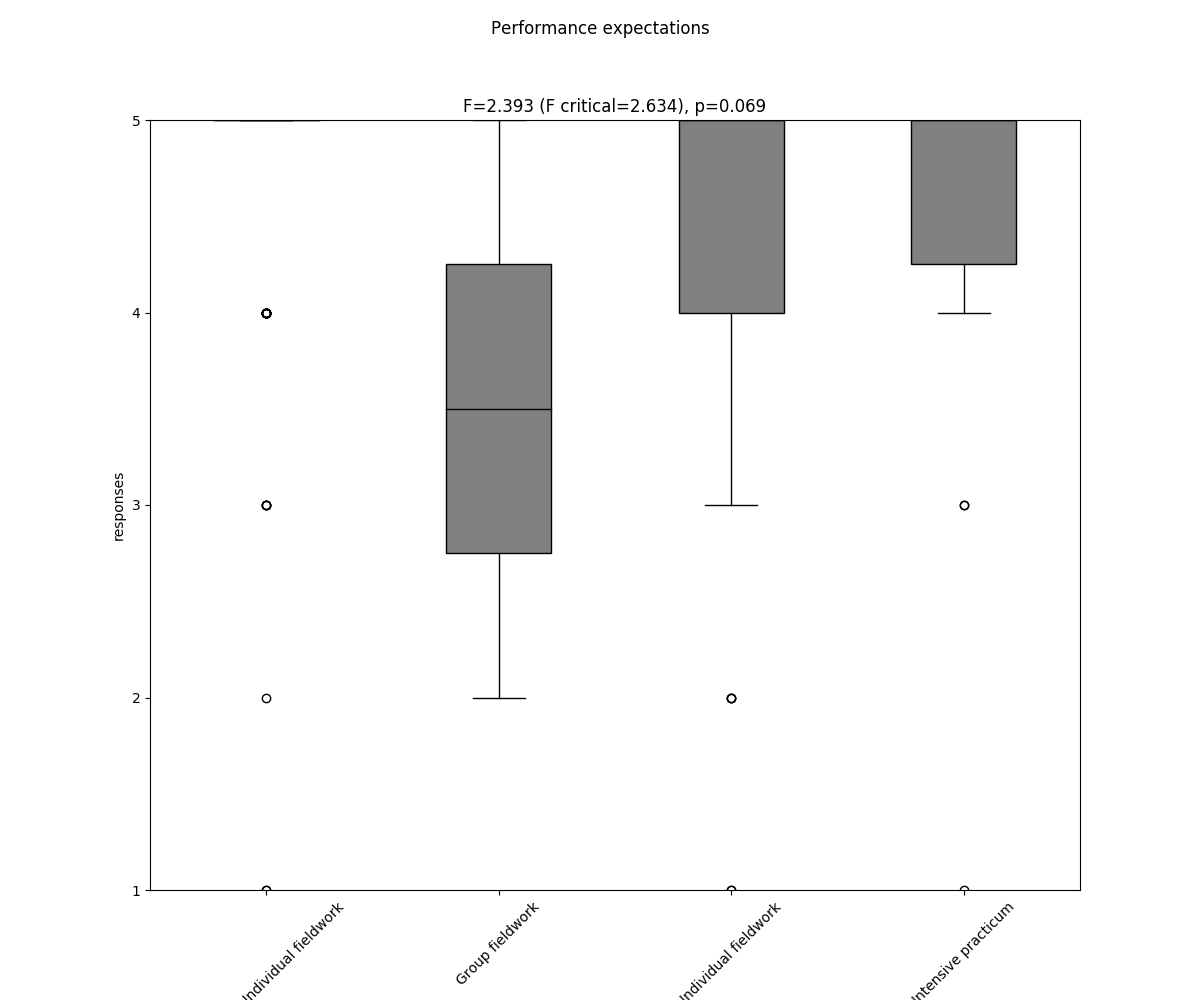 Performance expectations
F=2.393 (F critical=2.634), p=0.069
5
4
3
2
1
responses
Individual fieldwork
Group fieldwork
Individual fieldwork
Intensive practicum